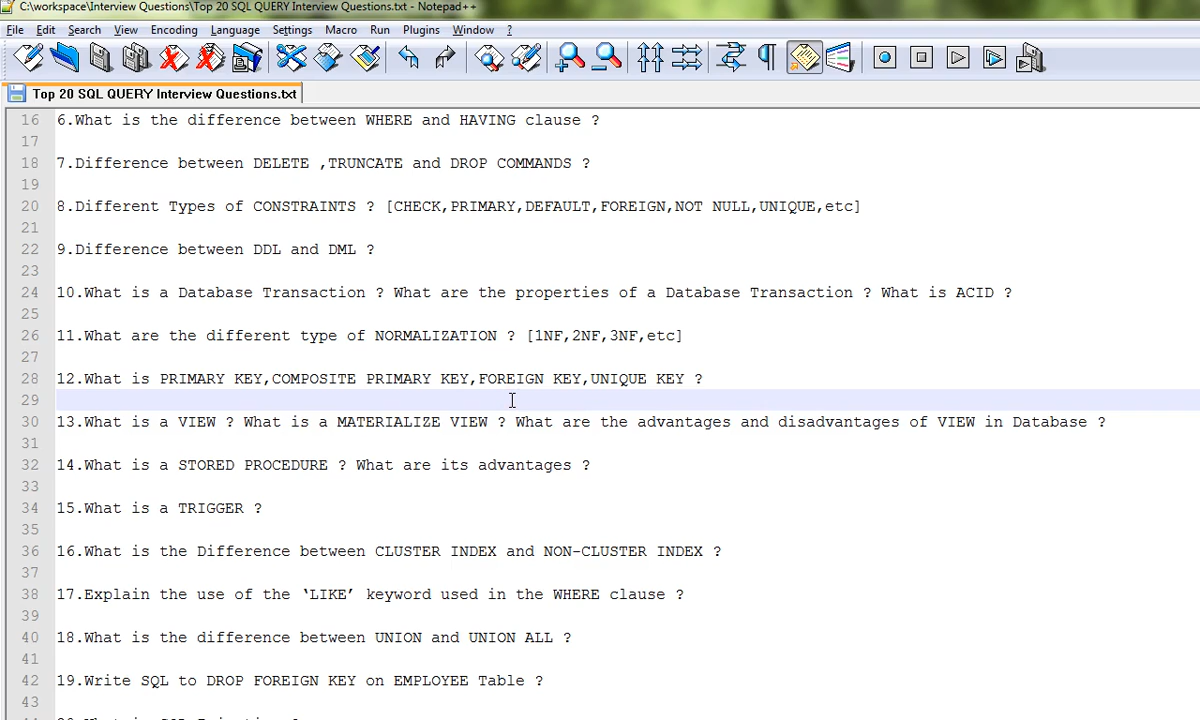 C:\workspace\Interview Questions\Top 20 SQL QUERY Interview Questions.txt - Notepad++
File Edit Search View Encoding Language Settings Macro Run Plugins Window ?
Top 20 SQL QUERY Interview Questions.txt
16 6.What is the difference between WHERE and HAVING clause ?
17
18 7.Difference between DELETE ,TRUNCATE and DROP COMMANDS ?
19
20 8.Different Types of CONSTRAINTS ? [CHECK,PRIMARY,DEFAULT,FOREIGN,NOT NULL,UNIQUE,etc]
21
22 9.Difference between DDL and DML ?
23
24 10.What is a Database Transaction ? What are the properties of a Database Transaction ? What is ACID ?
25
26 11.What are the different type of NORMALIZATION ? [1NF,2NF,3NF,etc]
27
28 12.What is PRIMARY KEY,COMPOSITE PRIMARY KEY,FOREIGN KEY,UNIQUE KEY ?
29
30 13.What is a VIEW ? What is a MATERIALIZE VIEW ? What are the advantages and disadvantages of VIEW in Database ?
31
32 14.What is a STORED PROCEDURE ? What are its advantages ?
33
34 15.What is a TRIGGER ?
35
36 16.What is the Difference between CLUSTER INDEX and NON-CLUSTER INDEX ?
37
38 17.Explain the use of the ‘LIKE’ keyword used in the WHERE clause ?
39
40 18.What is the difference between UNION and UNION ALL ?
41
42 19.Write SQL to DROP FOREIGN KEY on EMPLOYEE Table ?
43